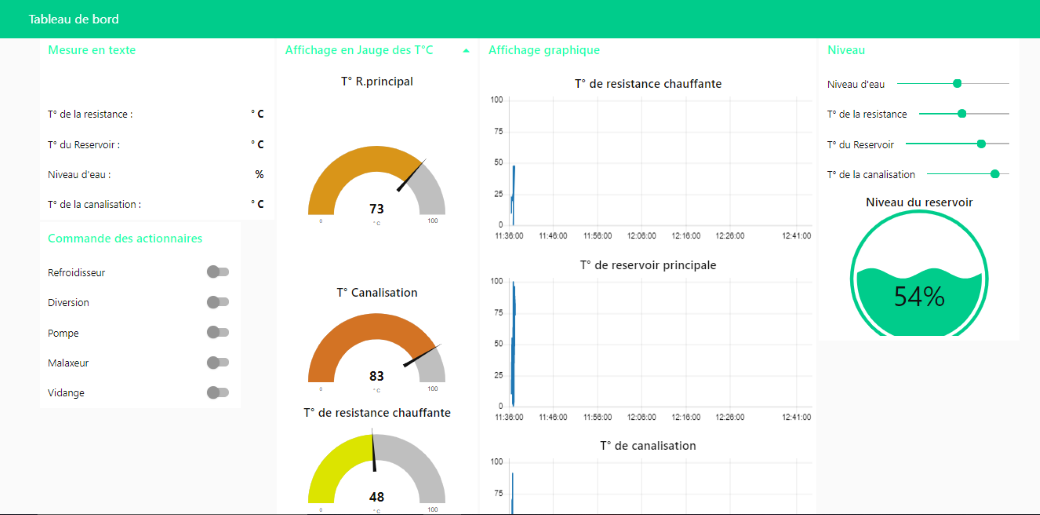 Tableau de bord
Mesure en texte
T° de la resistance : ° C
T° du Reservoir : ° C
Niveau d'eau : %
T° de la canalisation : ° C
Commande des actionnaires
Refroidisseur
Diversion
Pompe
Malaxeur
Vidange
Affichage en Jauge des T°C
T° R.principal
73
° C
0 100
T° Canalisation
83
° C
0 100
T° de resistance chauffante
48
° C
0 100
Affichage graphique
T° de resistance chauffante
100
75
50
25
0
11:36:00 11:46:00 11:56:00 12:06:00 12:16:00 12:26:00 12:41:00
T° de reservoir principale
100
75
50
25
0
11:36:00 11:46:00 11:56:00 12:06:00 12:16:00 12:26:00 12:41:00
T° de canalisation
100
75
Niveau
Niveau d'eau
T° de la resistance
T° du Reservoir
T° de la canalisation
Niveau du reservoir
54%